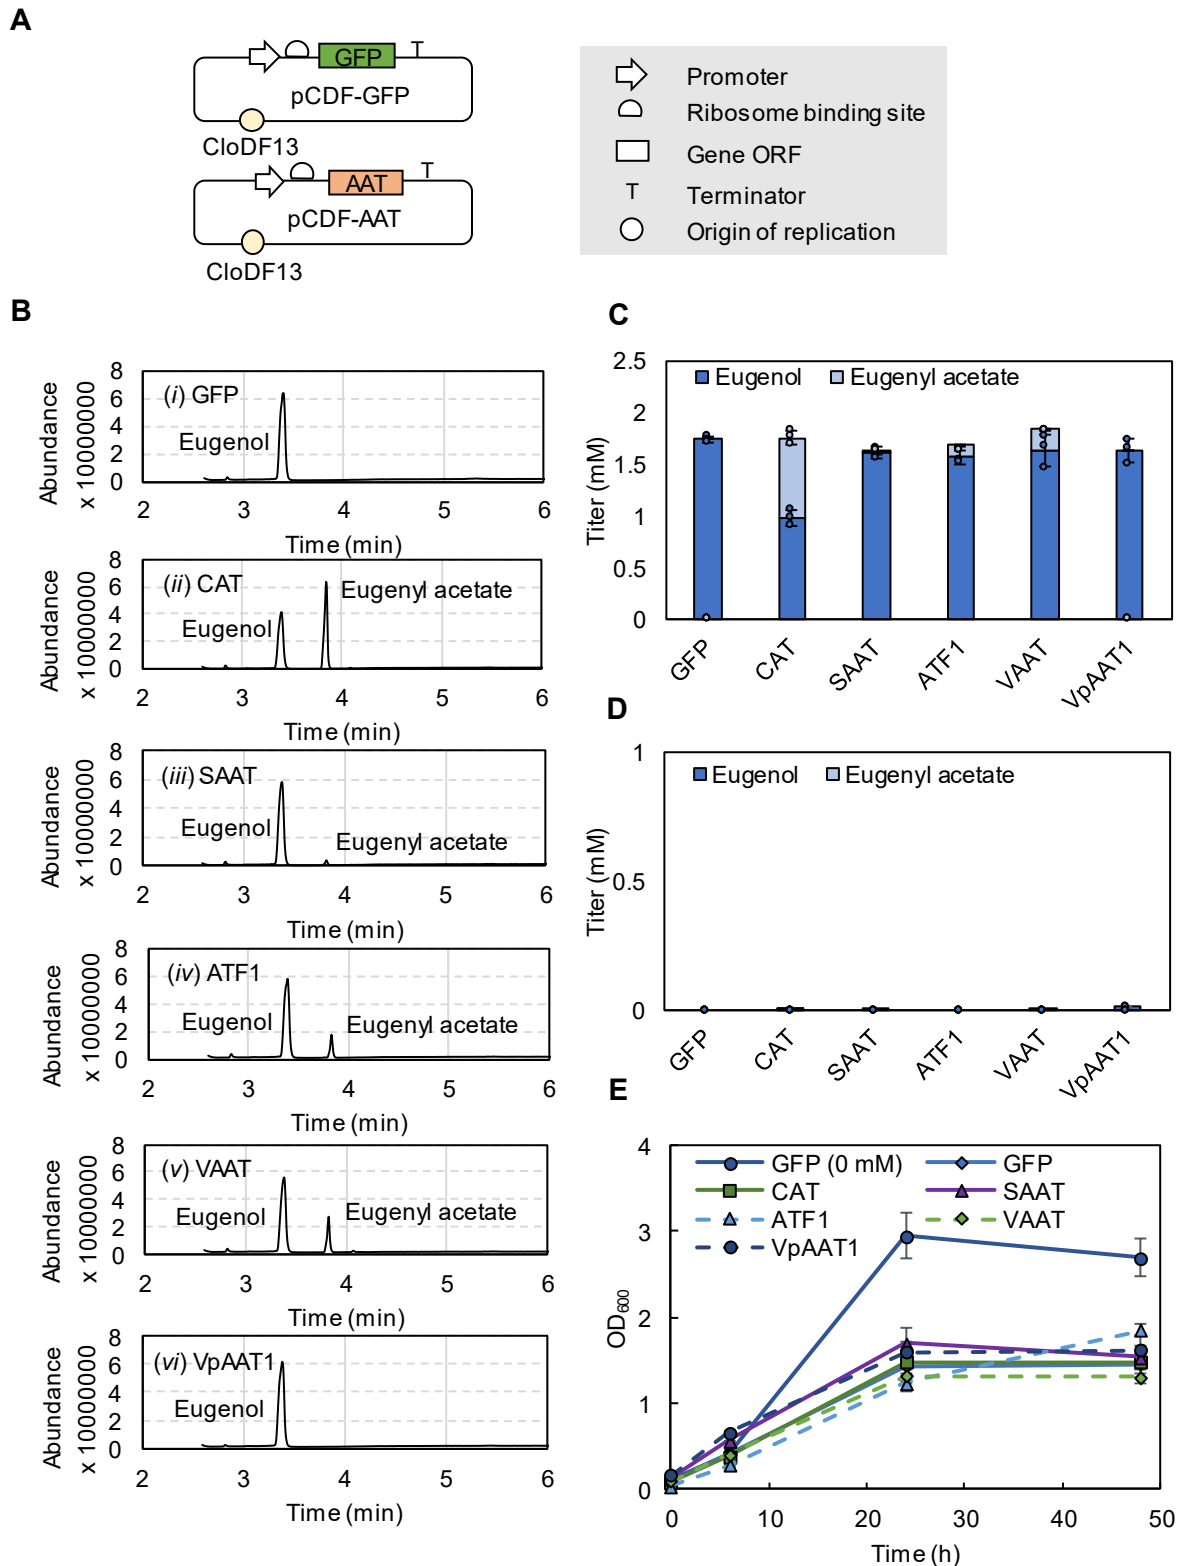 A
GFP
T
pCDF-GFP
CloDF13
AAT
T
pCDF-AAT
CloDF13
Promoter
Ribosome binding site
Gene ORF
T
Terminator
Origin of replication
B
Abundance
x 10000000
8
6
4
2
0
(i) GFP
Eugenol
2
3
4
5
6
Time (min)
Abundance
x 10000000
8
6
4
2
0
(ii) CAT
Eugenol
Eugenyl acetate
2
3
4
5
6
Time (min)
Abundance
x 10000000
8
6
4
2
0
(iii) SAAT
Eugenol
Eugenyl acetate
2
3
4
5
6
Time (min)
Abundance
x 10000000
8
6
4
2
0
(iv) ATF1
Eugenol
Eugenyl acetate
2
3
4
5
6
Time (min)
Abundance
x 10000000
8
6
4
2
0
(v) VAAT
Eugenol
Eugenyl acetate
2
3
4
5
6
Time (min)
Abundance
x 10000000
8
6
4
2
0
(vi) VpAAT1
Eugenol
2
3
4
5
6
Time (min)
C
Titer (mM)
2.5
2
1.5
1
0.5
0
Eugenol
Eugenyl acetate
GFP
CAT
SAAT
ATF1
VAAT
VpAAT1
D
Titer (mM)
1
0.5
0
Eugenol
Eugenyl acetate
GFP
CAT
SAAT
ATF1
VAAT
VpAAT1
E
OD600
4
3
2
1
0
GFP (0 mM)
GFP
CAT
SAAT
ATF1
VAAT
VpAAT1
0
10
20
30
40
50
Time (h)